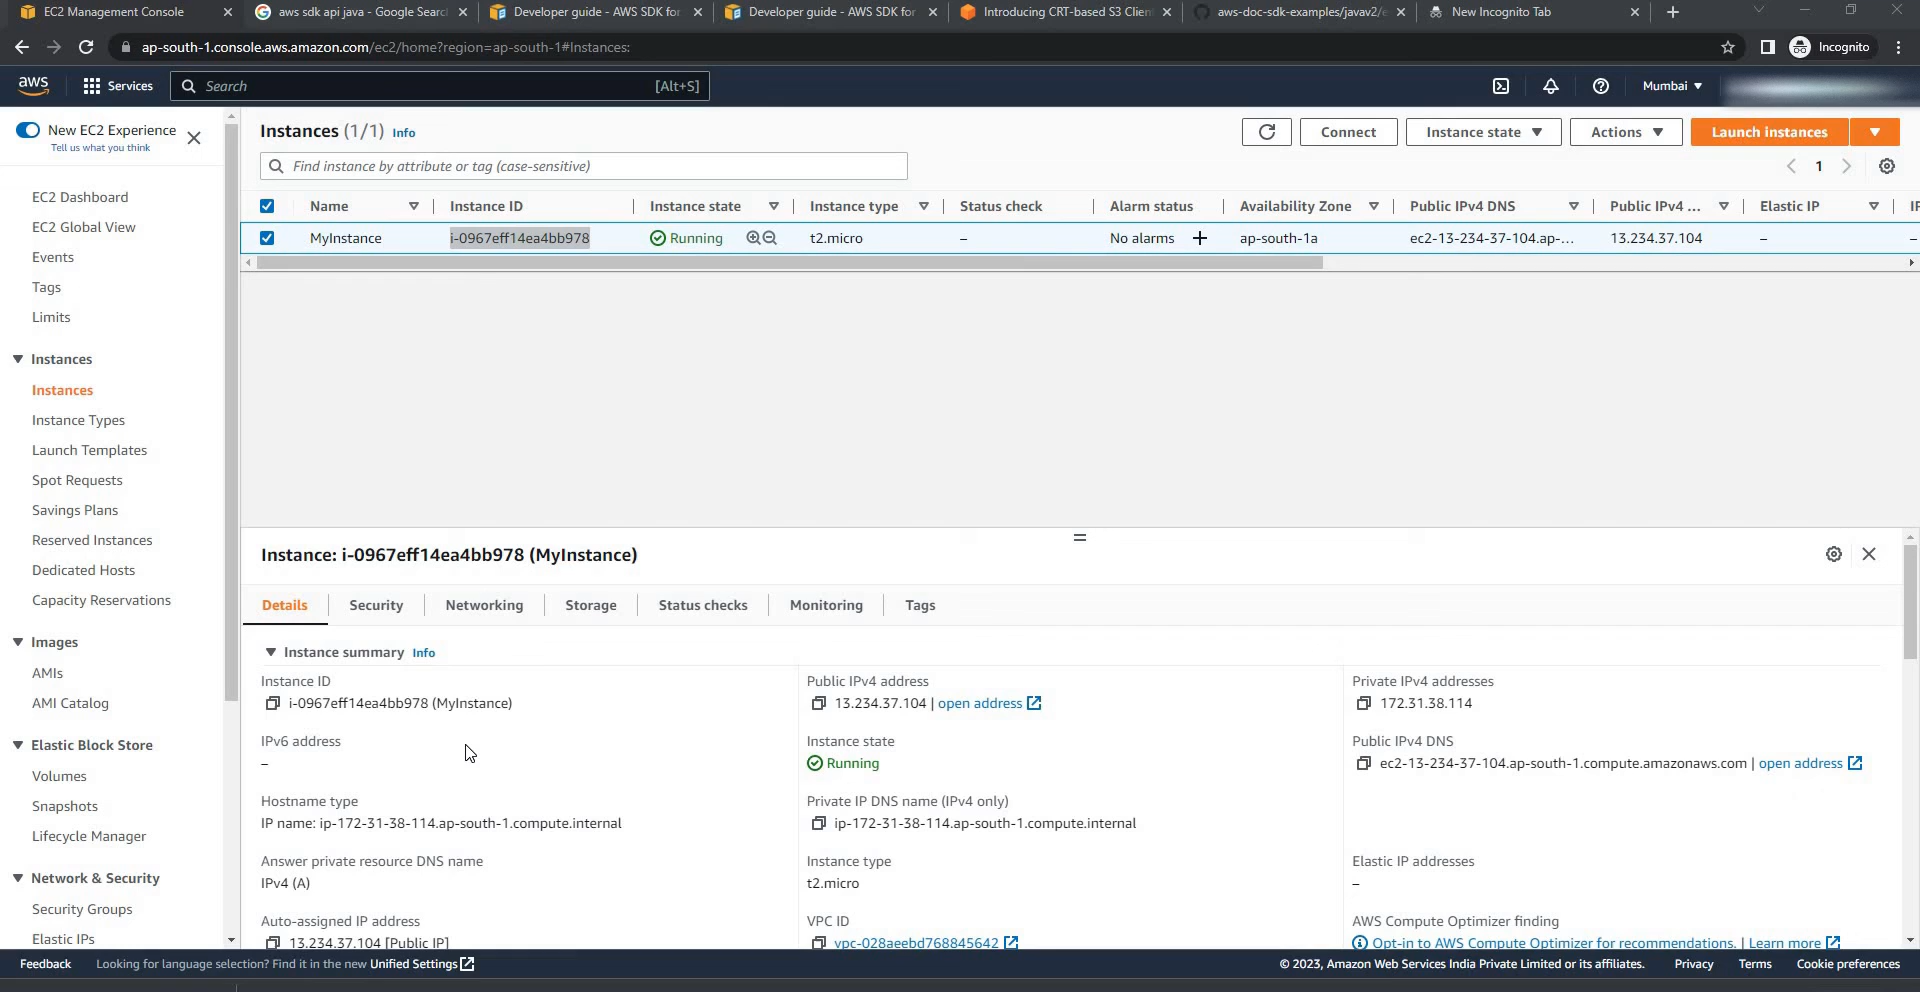 EC2 Management Console
aws sdk api java - Google Searc
Developer guide - AWS SDK for
Developer guide - AWS SDK for
Introducing CRT-based S3 Clien
aws-doc-sdk-examples/javav2/e
New Incognito Tab
ap-south-1.console.aws.amazon.com/ec2/home?region=ap-south-1#Instances:
Incognito
aws
Services
Search
[Alt+S]
Mumbai
New EC2 Experience
Tell us what you think
EC2 Dashboard
EC2 Global View
Events
Tags
Limits
Instances
Instances
Instance Types
Launch Templates
Spot Requests
Savings Plans
Reserved Instances
Dedicated Hosts
Capacity Reservations
Images
AMIs
AMI Catalog
Elastic Block Store
Volumes
Snapshots
Lifecycle Manager
Network & Security
Security Groups
Elastic IPs
Instances (1/1) Info
Connect
Instance state
Actions
Launch instances
Find instance by attribute or tag (case-sensitive)
1
Name Instance ID Instance state Instance type Status check Alarm status Availability Zone Public IPv4 DNS Public IPv4 ... Elastic IP IP
MyInstance i-0967eff14ea4bb978 Running t2.micro – No alarms + ap-south-1a ec2-13-234-37-104.ap-... 13.234.37.104 – –
Instance: i-0967eff14ea4bb978 (MyInstance)
Details Security Networking Storage Status checks Monitoring Tags
Instance summary Info
Instance ID
i-0967eff14ea4bb978 (MyInstance)
Public IPv4 address
13.234.37.104 | open address
Private IPv4 addresses
172.31.38.114
IPv6 address
–
Instance state
Running
Public IPv4 DNS
ec2-13-234-37-104.ap-south-1.compute.amazonaws.com | open address
Hostname type
IP name: ip-172-31-38-114.ap-south-1.compute.internal
Private IP DNS name (IPv4 only)
ip-172-31-38-114.ap-south-1.compute.internal
Answer private resource DNS name
IPv4 (A)
Instance type
t2.micro
Elastic IP addresses
–
Auto-assigned IP address
13.234.37.104 [Public IP]
VPC ID
vpc-028aeebd768845642
AWS Compute Optimizer finding
Opt-in to AWS Compute Optimizer for recommendations. | Learn more
Feedback
Looking for language selection? Find it in the new Unified Settings
© 2023, Amazon Web Services India Private Limited or its affiliates.
Privacy
Terms
Cookie preferences